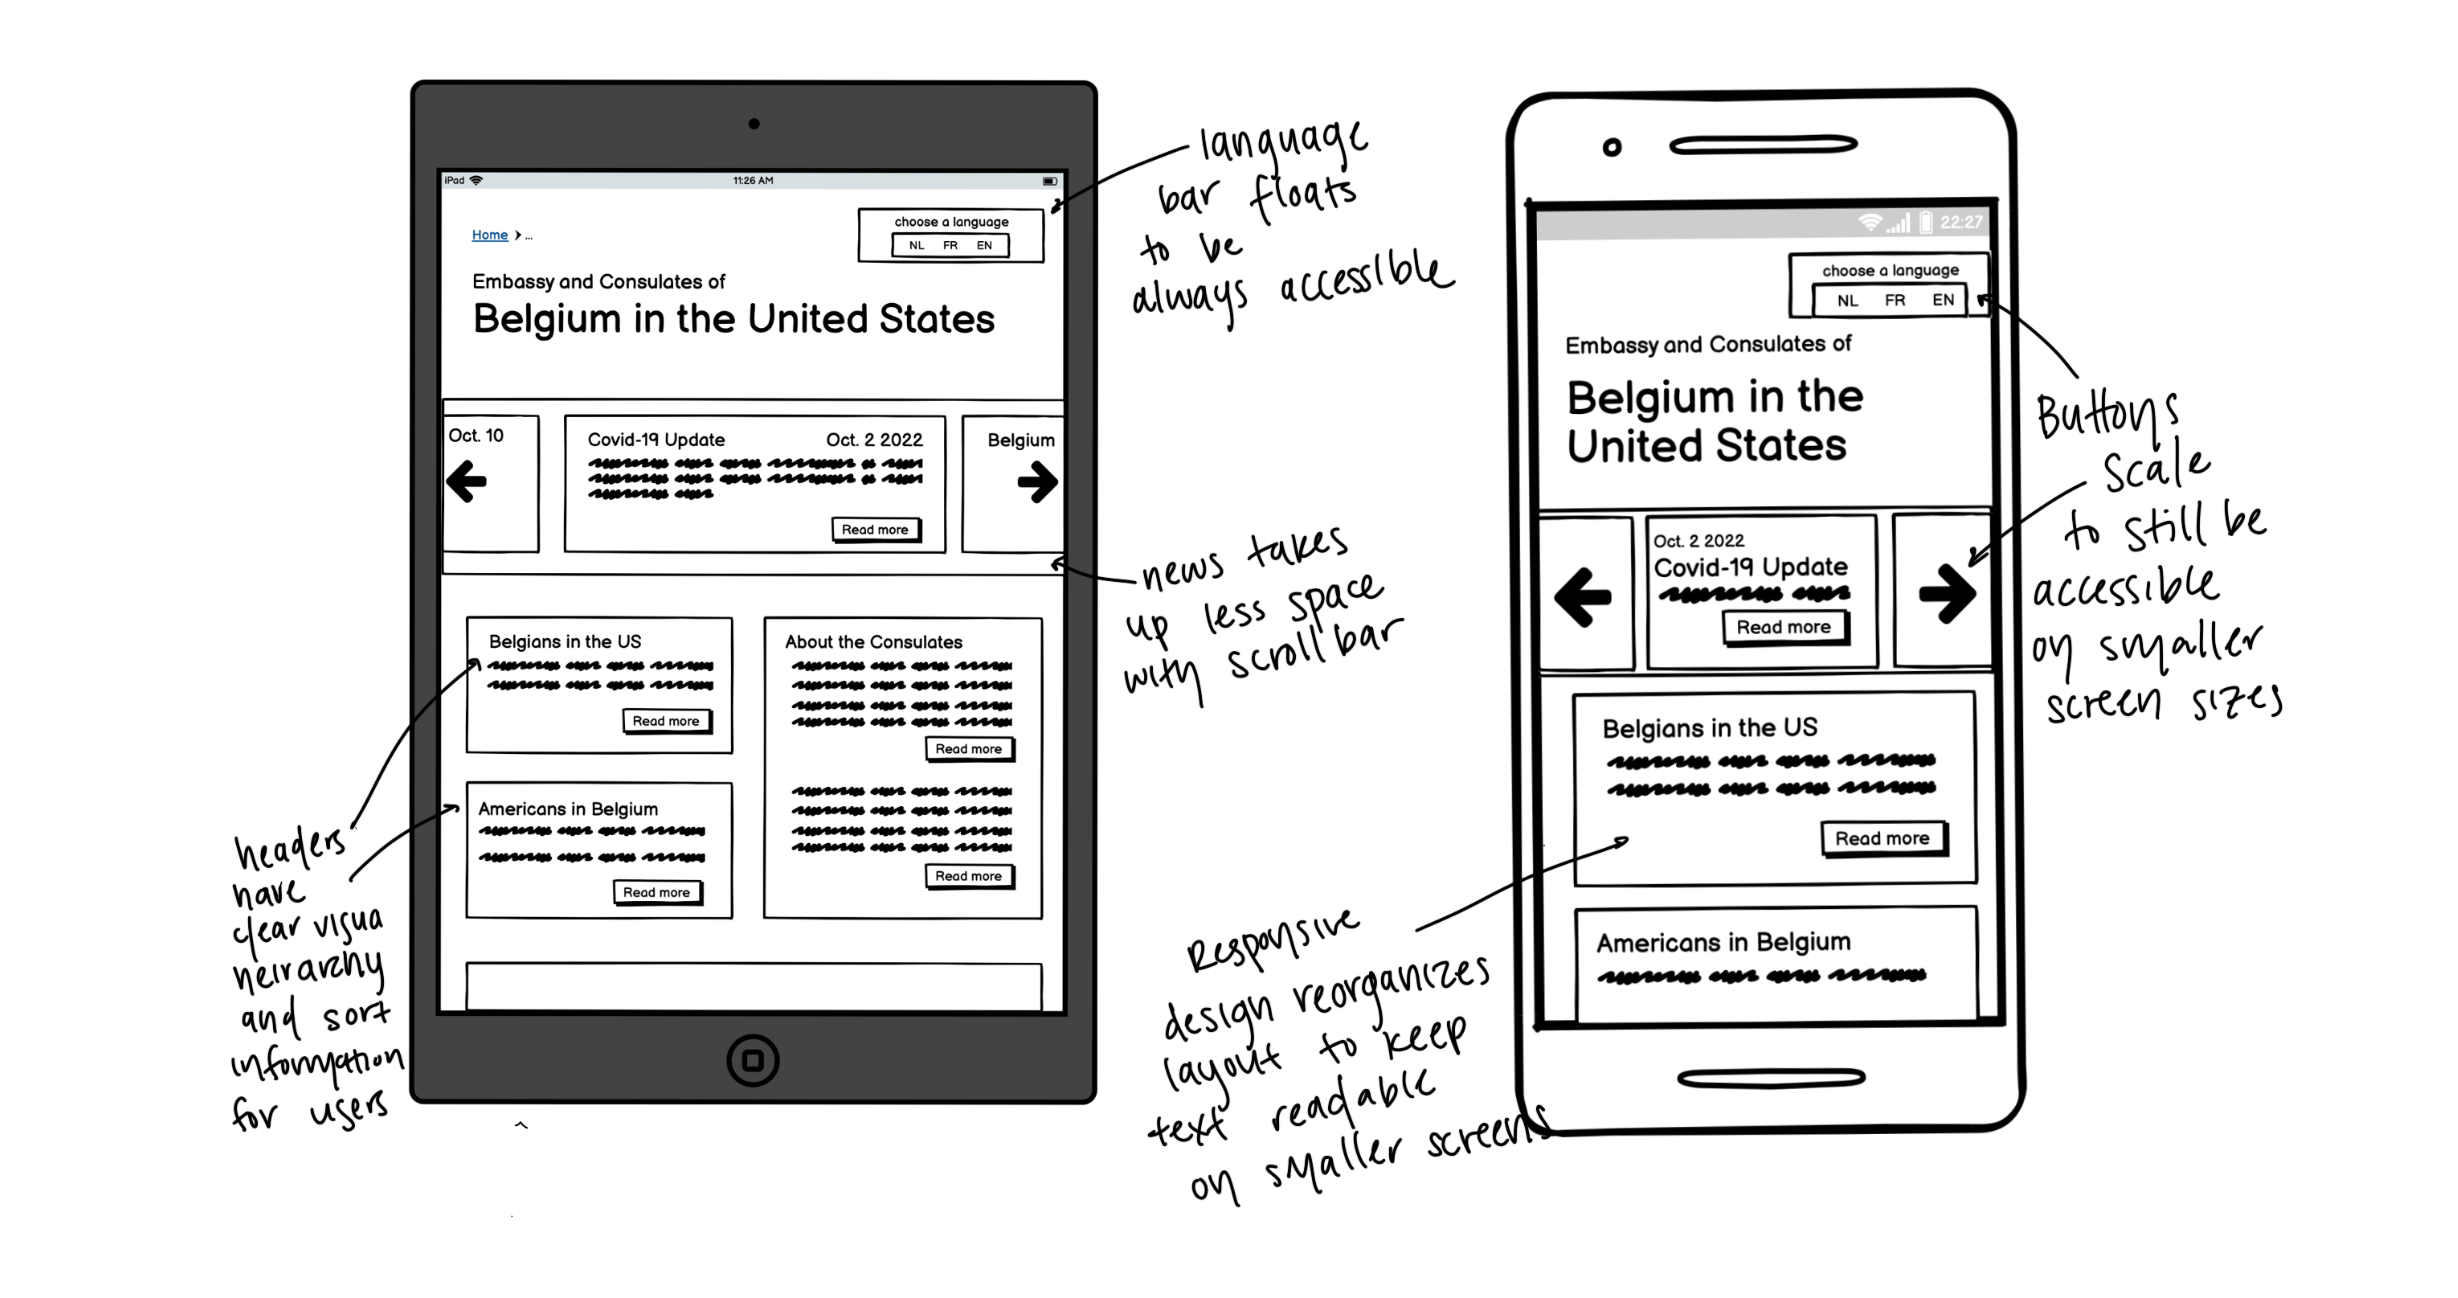 iPad
11:26 AM
Home > ...
choose a language
NL FR EN
Embassy and Consulates of
Belgium in the United States
Oct. 10
Covid-19 Update Oct. 2 2022
Read more
Belgium
Belgians in the US
Read more
Americans in Belgium
Read more
About the Consulates
Read more
Read more
language
bar floats
to be
always accessible
news takes
up less space
with scrollbar
headers
have
clear visua
heirarchy
and sort
information
for users
22:27
choose a language
NL FR EN
Embassy and Consulates of
Belgium in the
United States
Oct. 2 2022
Covid-19 Update
Read more
Belgians in the US
Read more
Americans in Belgium
Buttons
scale
to still be
accessible
on smaller
screen sizes
Responsive
design reorganizes
layout to keep
text readable
on smaller screens